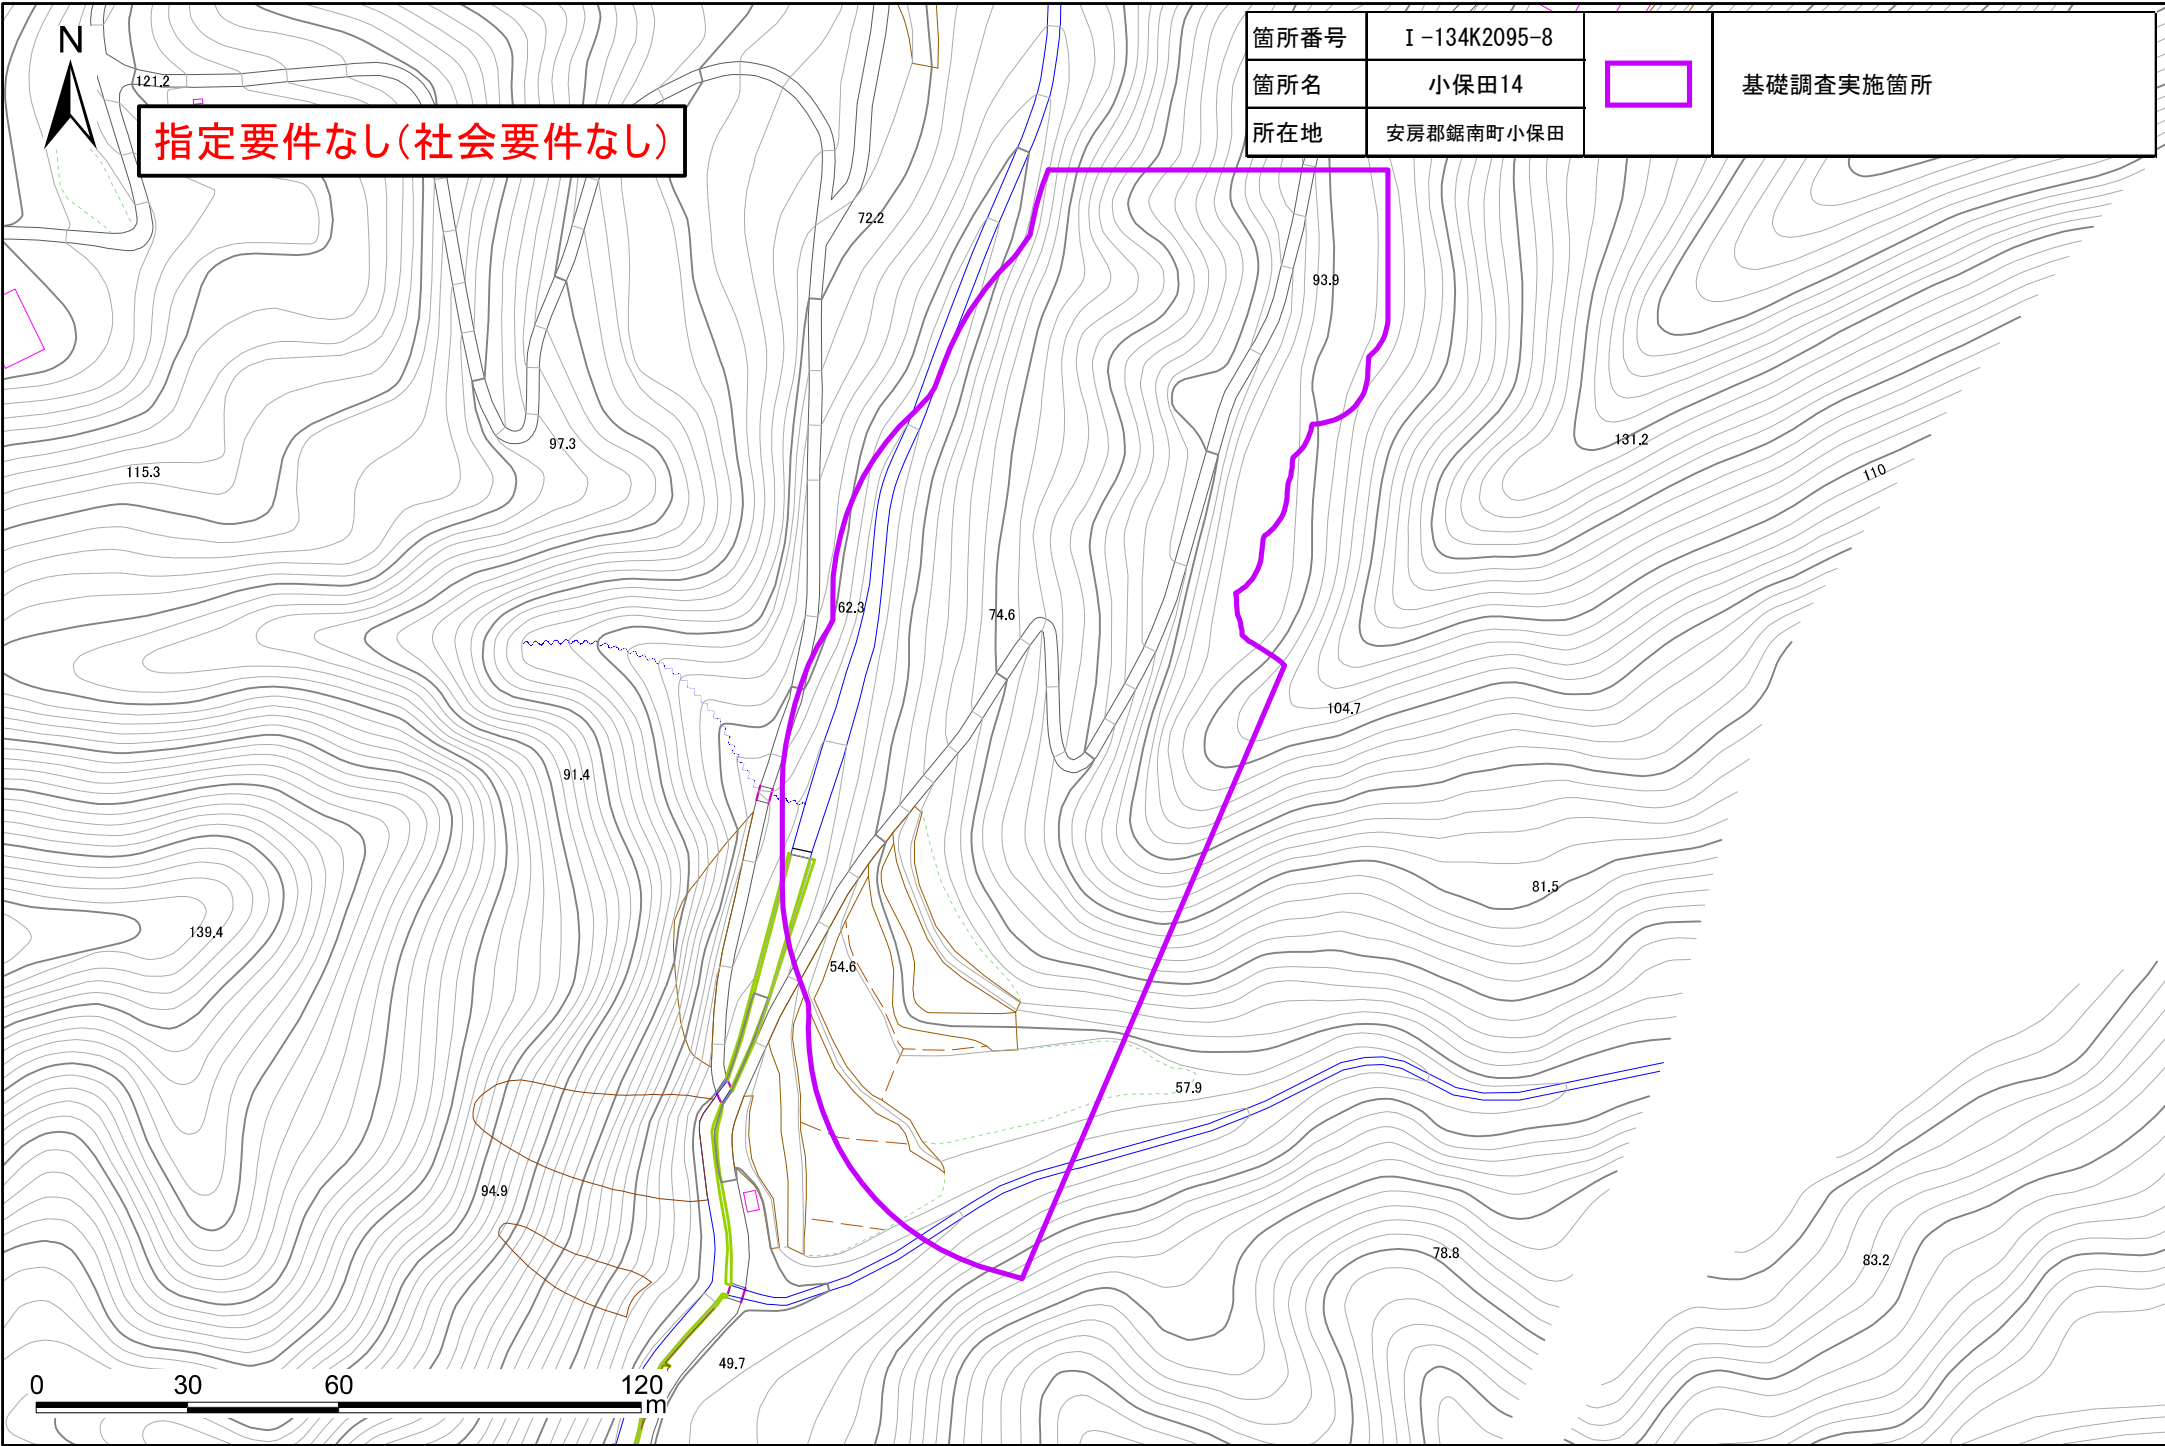 箇所番号 Ⅰ-134K2095-8
箇所名 小保田14
所在地 安房郡鋸南町小保田
基礎調査実施箇所
N
指定要件なし(社会要件なし)
121.2
72.2
93.9
97.3
115.3
131.2
110
62.3
74.6
104.7
91.4
81.5
139.4
54.6
57.9
94.9
78.8
83.2
49.7
0 30 60 120
m